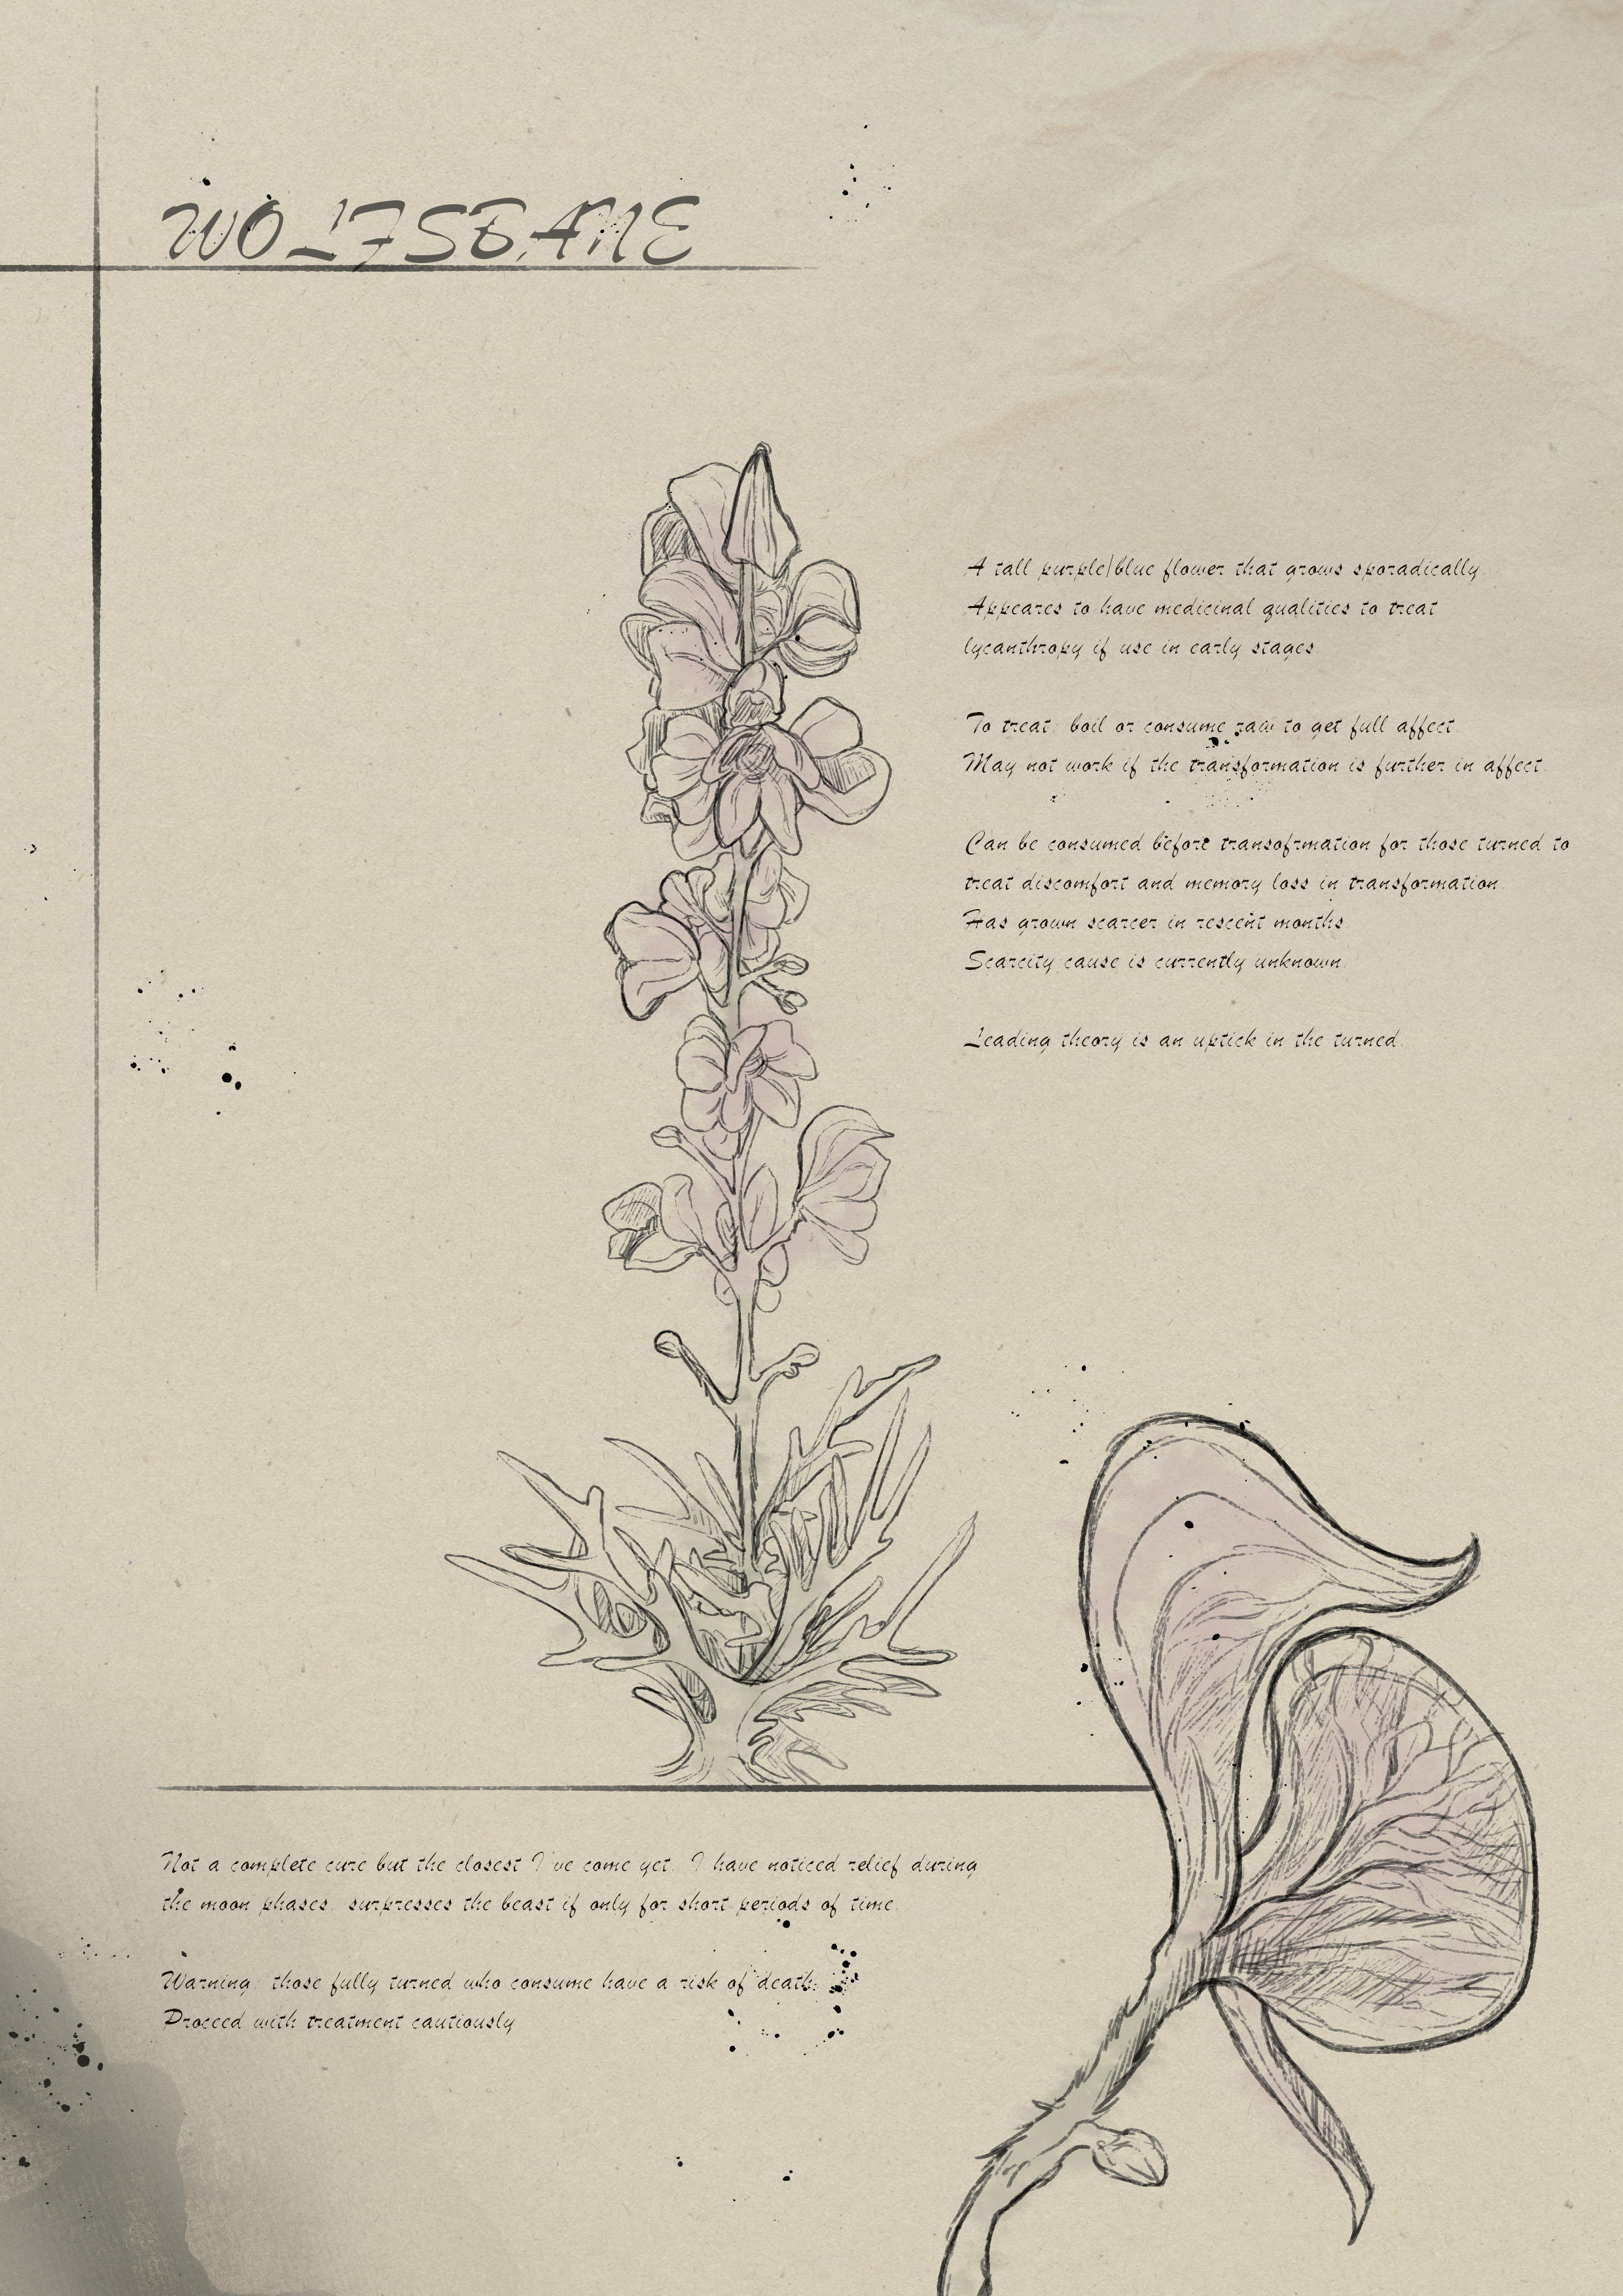 WOLFSBANE
A tall purple/blue flower that grows sporadically.
Appeares to have medicinal qualities to treat
lycanthropy if use in early stages.
To treat: boil or consume raw to get full affect.
May not work if the transformation is further in affect.
Can be consumed before transofrmation for those turned to
treat discomfort and memory loss in transformation.
Has grown scarcer in rescent months.
Scarcity cause is currently unknown.
Leading theory is an uptick in the turned.
Not a complete cure but the closest I've come yet. I have noticed relief during
the moon phases. surpresses the beast if only for short periods of time.
Warning: those fully turned who consume have a risk of death.
Proceed with treatment cautiously